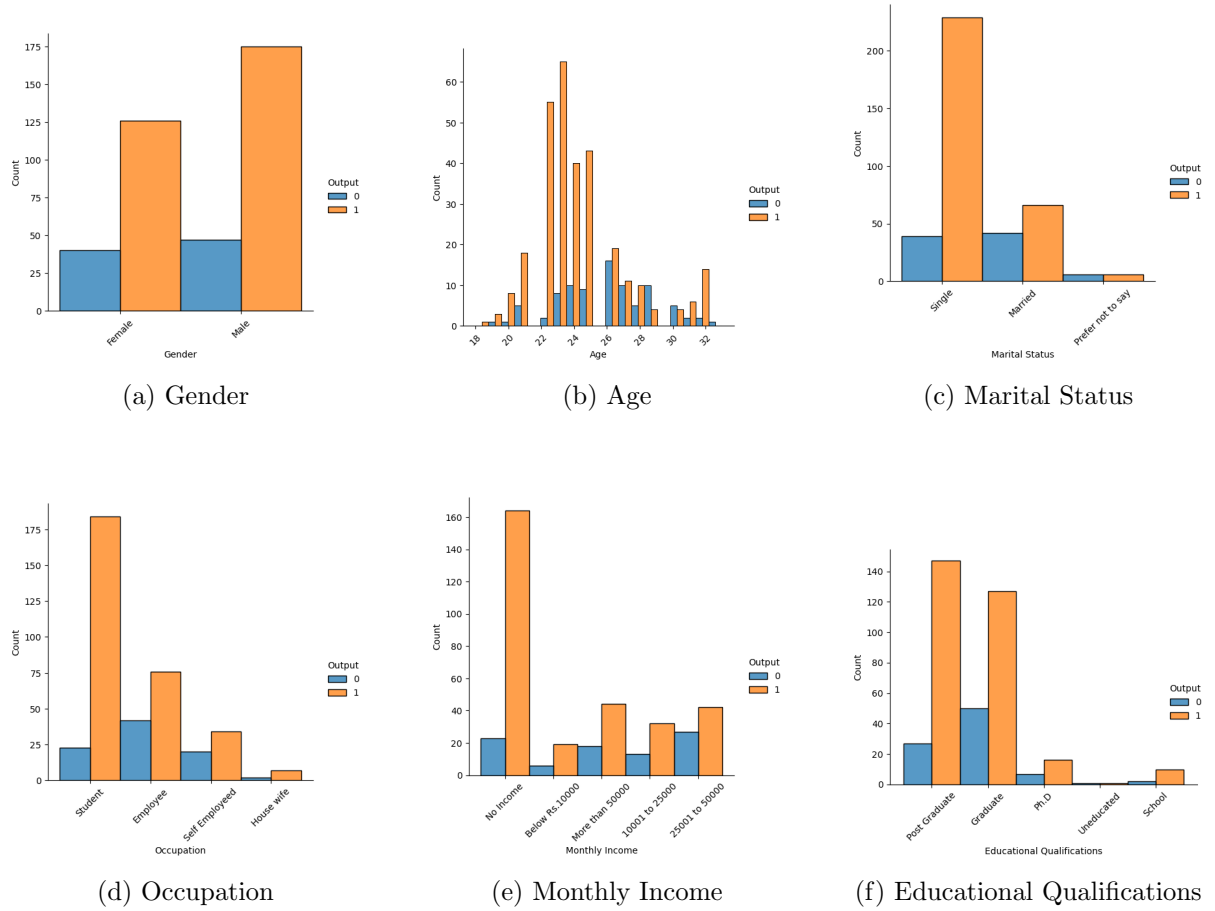 175
150
125
100
75
50
25
0
Count
Female
Male
Gender
Output
0
1
(a) Gender
60
50
40
30
20
10
0
Count
18
20
22
24
26
28
30
32
Age
Output
0
1
(b) Age
200
150
100
50
0
Count
Single
Married
Prefer not to say
Marital Status
Output
0
1
(c) Marital Status
175
150
125
100
75
50
25
0
Count
Student
Employee
Self Employeed
House wife
Occupation
Output
0
1
(d) Occupation
160
140
120
100
80
60
40
20
0
Count
No Income
Below Rs.10000
More than 50000
10001 to 25000
25001 to 50000
Monthly Income
Output
0
1
(e) Monthly Income
140
120
100
80
60
40
20
0
Count
Post Graduate
Graduate
Ph.D
Uneducated
School
Educational Qualifications
Output
0
1
(f) Educational Qualifications